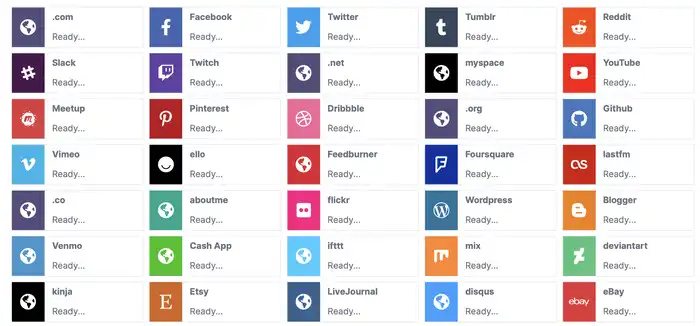 .com Facebook Twitter Tumblr Reddit
Ready... Ready... Ready... Ready... Ready...
Slack Twitch .net myspace YouTube
Ready... Ready... Ready... Ready... Ready...
Meetup Pinterest Dribbble .org Github
Ready... Ready... Ready... Ready... Ready...
Vimeo ello Feedburner Foursquare lastfm
Ready... Ready... Ready... Ready... Ready...
.co aboutme flickr Wordpress Blogger
Ready... Ready... Ready... Ready... Ready...
Venmo Cash App ifttt mix deviantart
Ready... Ready... Ready... Ready... Ready...
kinja Etsy LiveJournal disqus eBay
Ready... Ready... Ready... Ready... Ready...